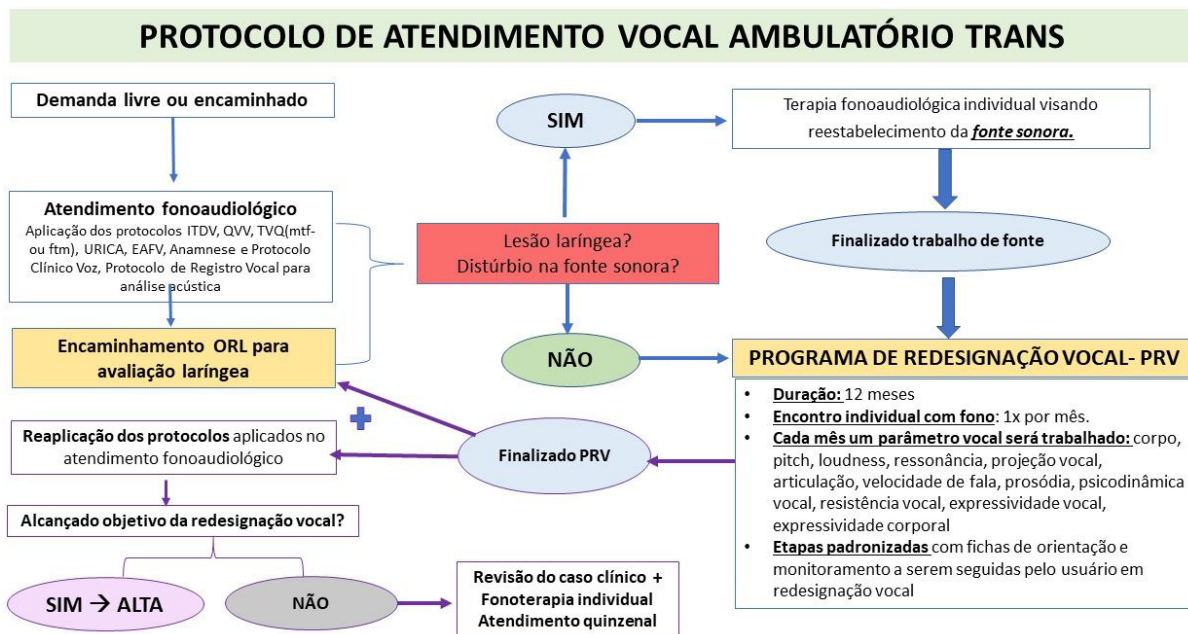 PROTOCOLO DE ATENDIMENTO VOCAL AMBULATÓRIO TRANS
Demanda livre ou encaminhado
Atendimento fonoaudiológico
Aplicação dos protocolos ITDV, QVV, TVQ(mtf-
ou ftm), URICA, EAFV, Anamnese e Protocolo
Clínico Voz, Protocolo de Registro Vocal para
análise acústica
Encaminhamento ORL para
avaliação laríngea
Lesão laríngea?
Distúrbio na fonte sonora?
SIM
Terapia fonoaudiológica individual visando
reestabelecimento da fonte sonora.
Finalizado trabalho de fonte
NÃO
PROGRAMA DE REDESIGNAÇÃO VOCAL- PRV
• Duração: 12 meses
• Encontro individual com fono: 1x por mês.
• Cada mês um parâmetro vocal será trabalhado: corpo,
pitch, loudness, ressonância, projeção vocal,
articulação, velocidade de fala, prosódia, psicodinâmica
vocal, resistência vocal, expressividade vocal,
expressividade corporal
• Etapas padronizadas com fichas de orientação e
monitoramento a serem seguidas pelo usuário em
redesignação vocal
Finalizado PRV
Reaplicação dos protocolos aplicados no
atendimento fonoaudiológico
Alcançado objetivo da redesignação vocal?
SIM → ALTA
NÃO
Revisão do caso clínico +
Fonoterapia individual
Atendimento quinzenal